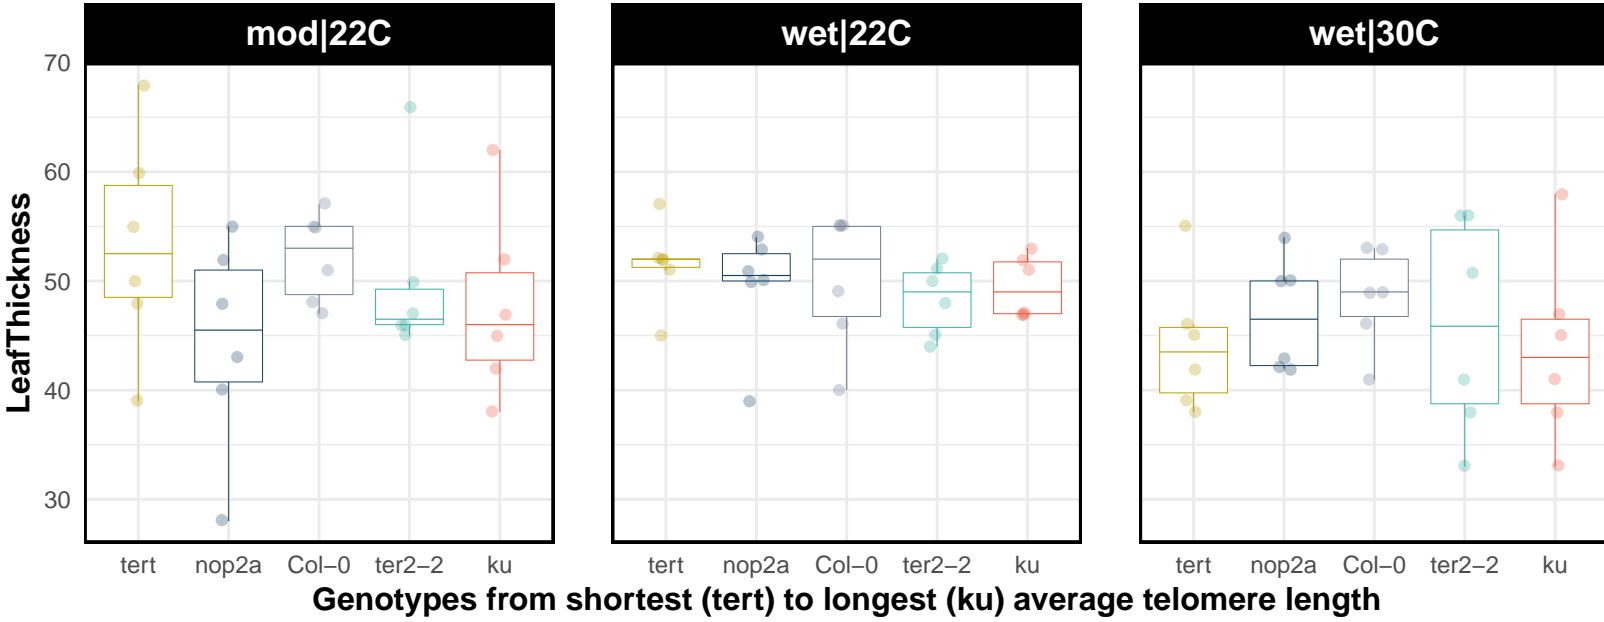 mod|22C wet|22C wet|30C
LeafThickness
70
60
50
40
30
tert nop2a Col−0 ter2−2 ku tert nop2a Col−0 ter2−2 ku tert nop2a Col−0 ter2−2 ku
Genotypes from shortest (tert) to longest (ku) average telomere length